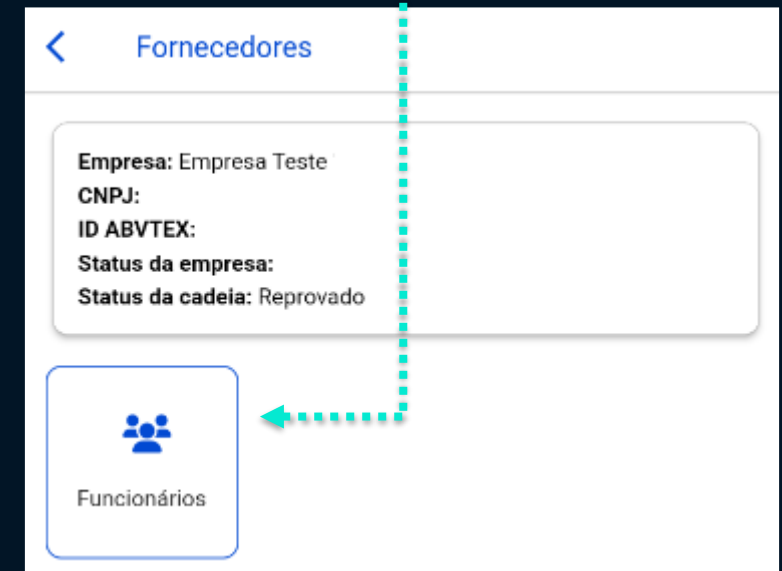 Fornecedores
Empresa: Empresa Teste
CNPJ:
ID ABVTEX:
Status da empresa:
Status da cadeia: Reprovado
Funcionários